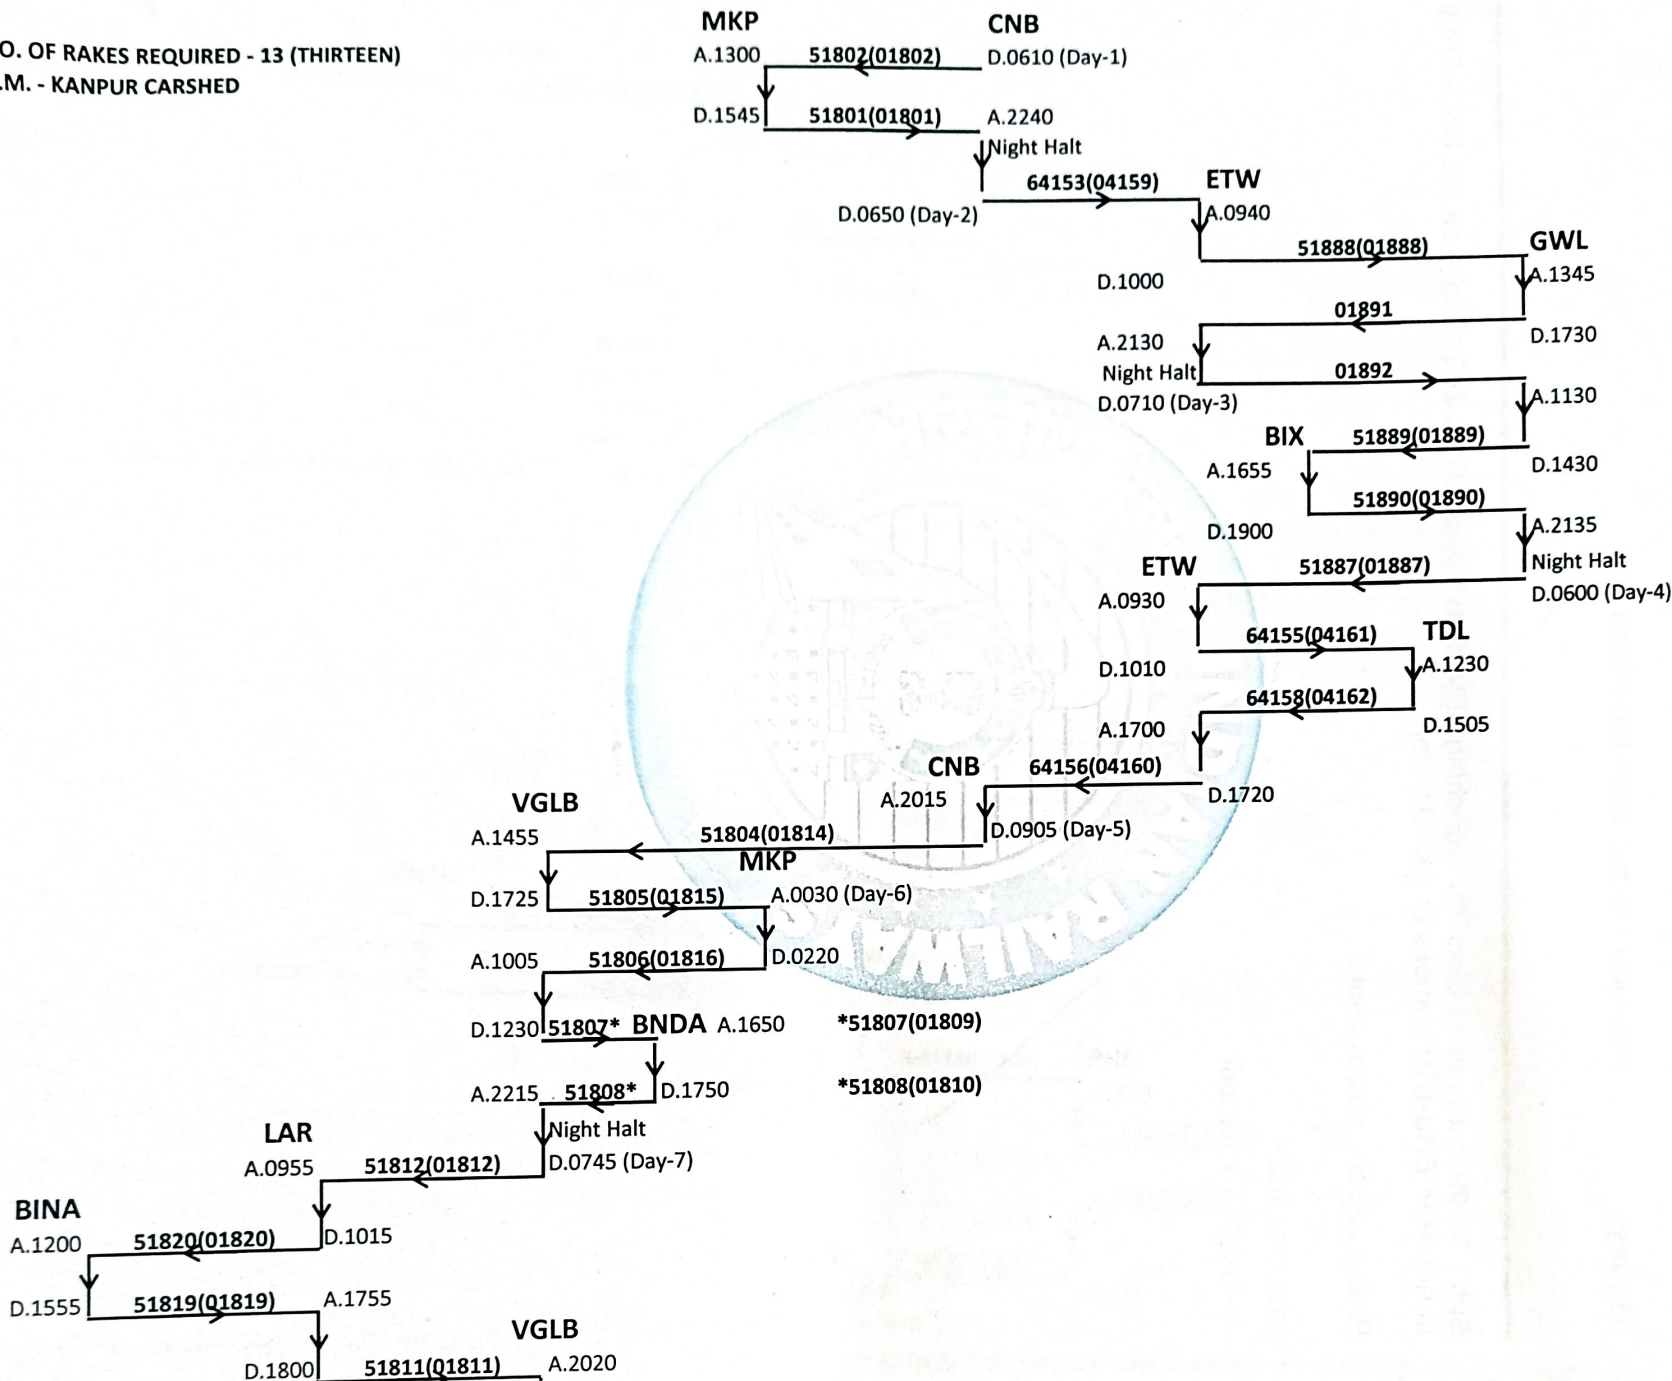 MKP CNB
O. OF RAKES REQUIRED - 13 (THIRTEEN)
A.1300 51802(01802) D.0610 (Day-1)
.M. - KANPUR CARSHED
D.1545 51801(01801) A.2240
Night Halt
64153(04159) ETW
D.0650 (Day-2) A.0940
51888(01888) GWL
D.1000 A.1345
01891
A.2130 D.1730
Night Halt 01892
D.0710 (Day-3) A.1130
BIX 51889(01889)
A.1655 D.1430
51890(01890)
D.1900 A.2135
ETW 51887(01887) Night Halt
A.0930 D.0600 (Day-4)
64155(04161) TDL
D.1010 A.1230
64158(04162)
A.1700 D.1505
CNB 64156(04160)
VGLB A.2015 D.1720
A.1455 51804(01814) D.0905 (Day-5)
MKP
D.1725 51805(01815) A.0030 (Day-6)
A.1005 51806(01816) D.0220
D.1230 51807* BNDA A.1650 *51807(01809)
A.2215 51808* D.1750 *51808(01810)
LAR Night Halt
A.0955 51812(01812) D.0745 (Day-7)
BINA
A.1200 51820(01820) D.1015
D.1555 51819(01819) A.1755
VGLB
D.1800 51811(01811) A.2020
INDIAN RAILWAYS